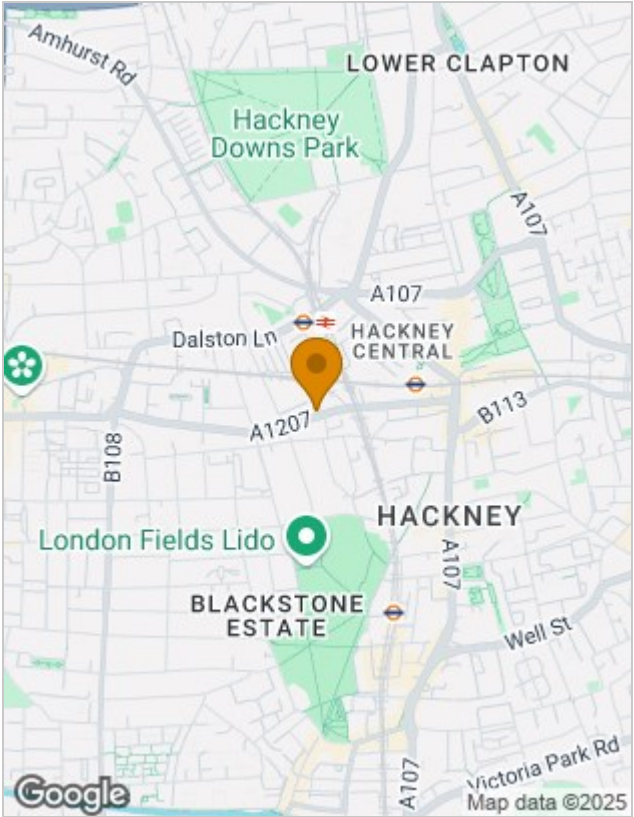 Amhurst Rd
LOWER CLAPTON
Hackney
Downs Park
A107
A107
Dalston Ln
HACKNEY
CENTRAL
B113
A1207
B108
HACKNEY
London Fields Lido
A107
BLACKSTONE
ESTATE
Well St
Victoria Park Rd
A107
Google
Map data ©2025